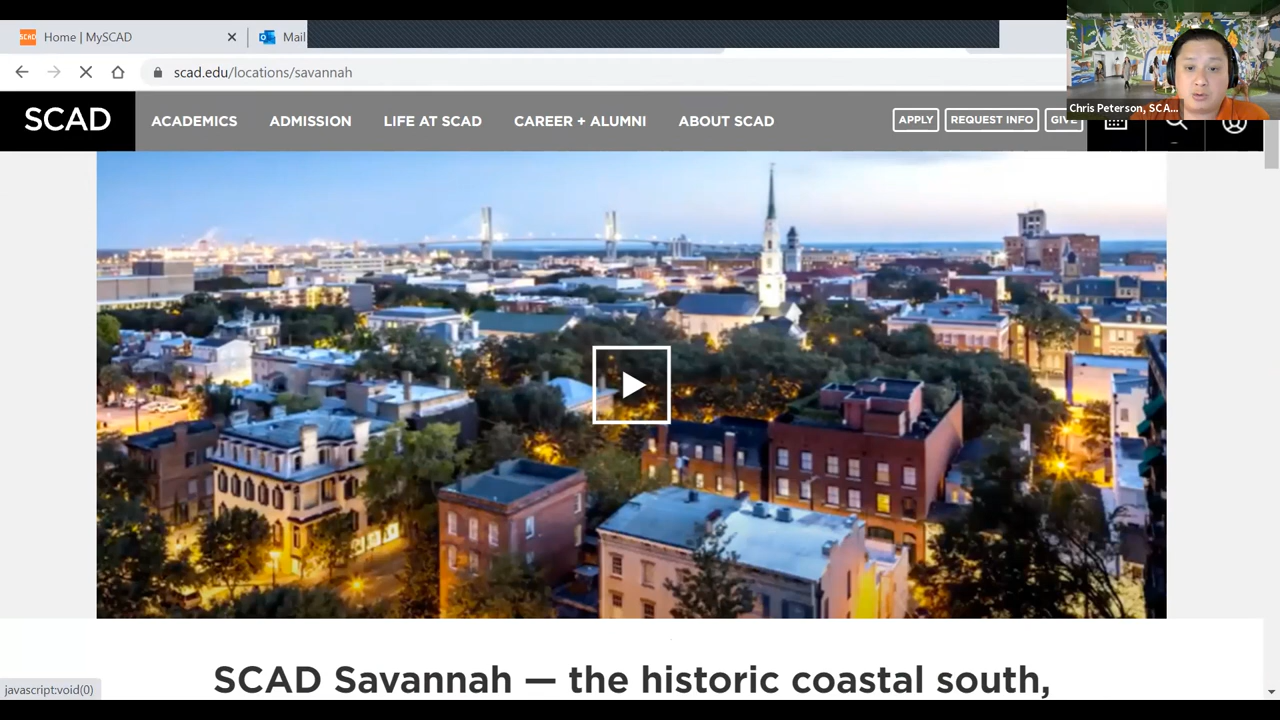 Home | MySCAD
Mail
scad.edu/locations/savannah
SCAD
ACADEMICS
ADMISSION
LIFE AT SCAD
CAREER + ALUMNI
ABOUT SCAD
APPLY
REQUEST INFO
GIVE
Chris Peterson, SCA...
SCAD Savannah — the historic coastal south,
javascript:void(0)